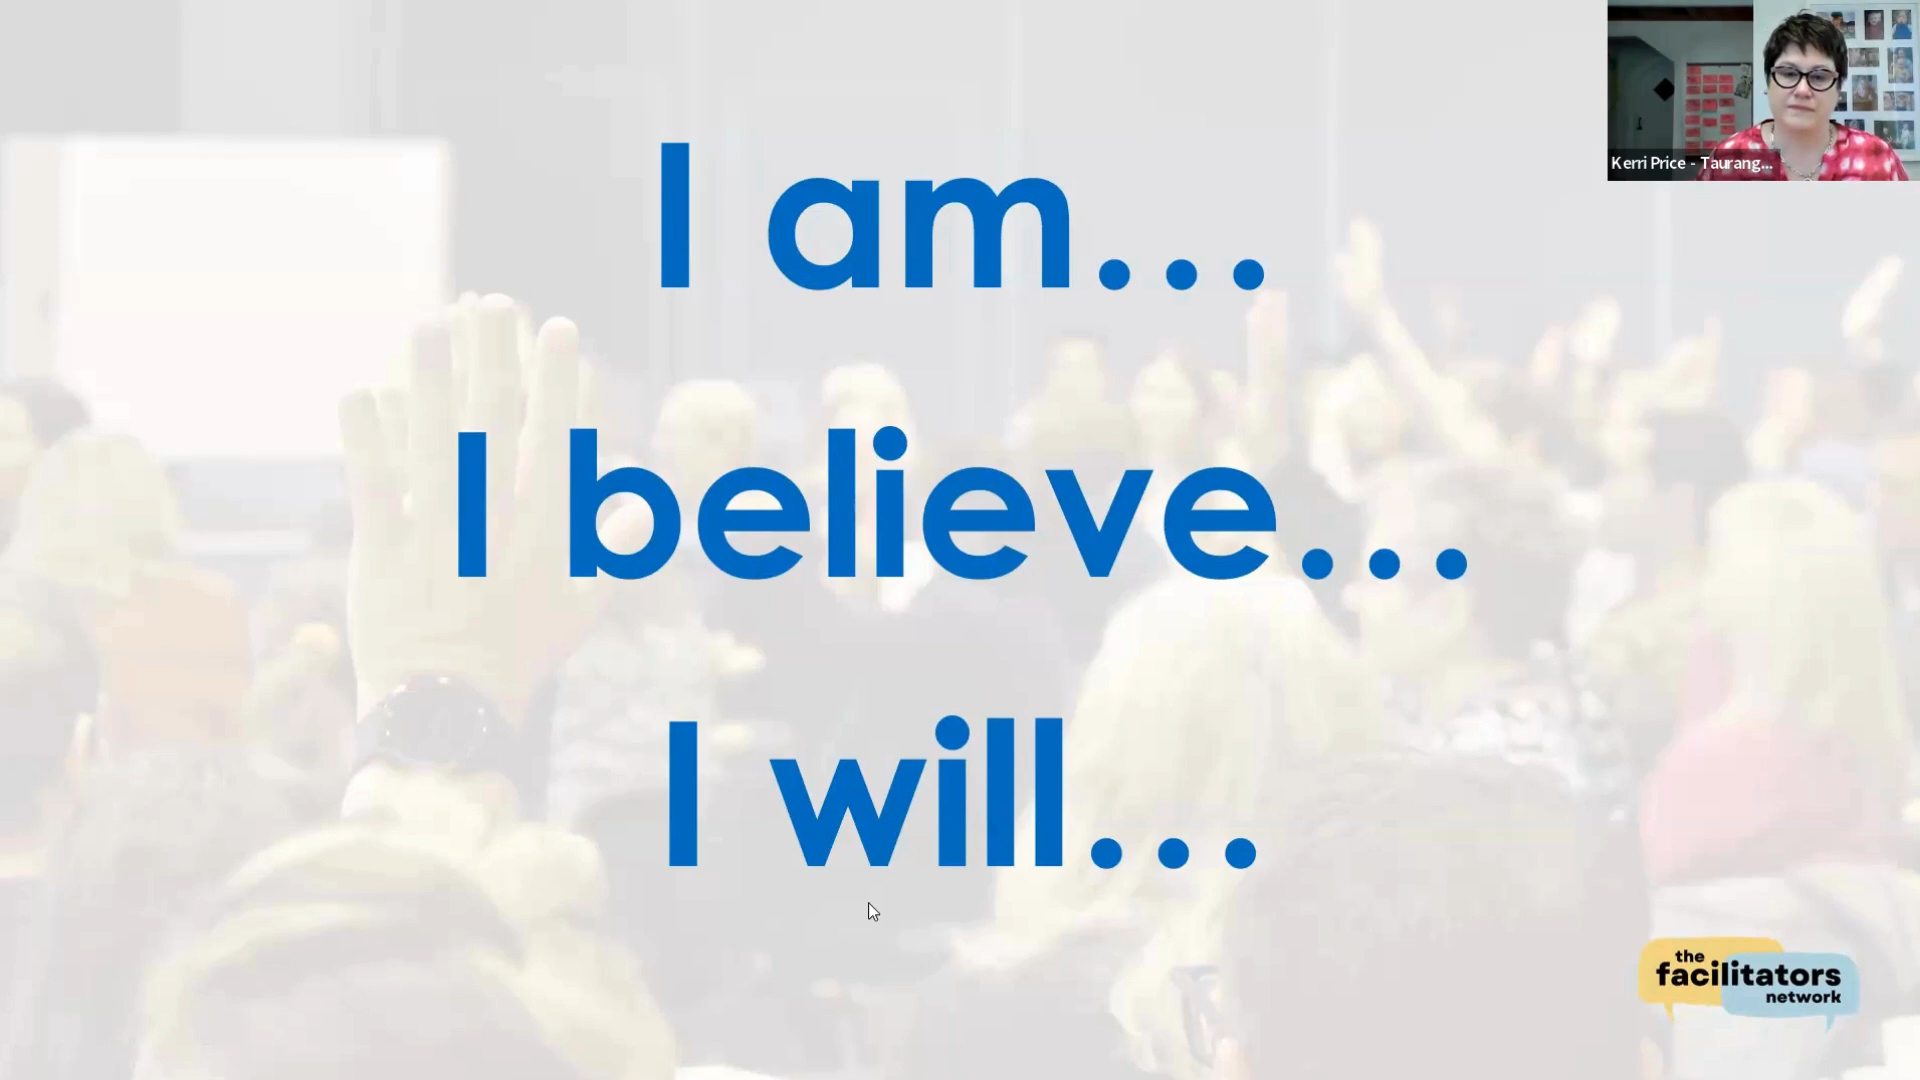 I am...
I believe...
I will...
Kerri Price - Taurang...
the
facilitators
network